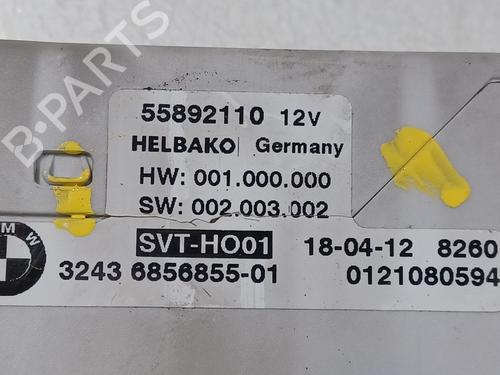 B-PARTS
55892110 12V
HELBAKO Germany
HW: 001.000.000
SW: 002.003.002
SVT-HO01 18-04-12 8260
3243 6856855-01 0121080594